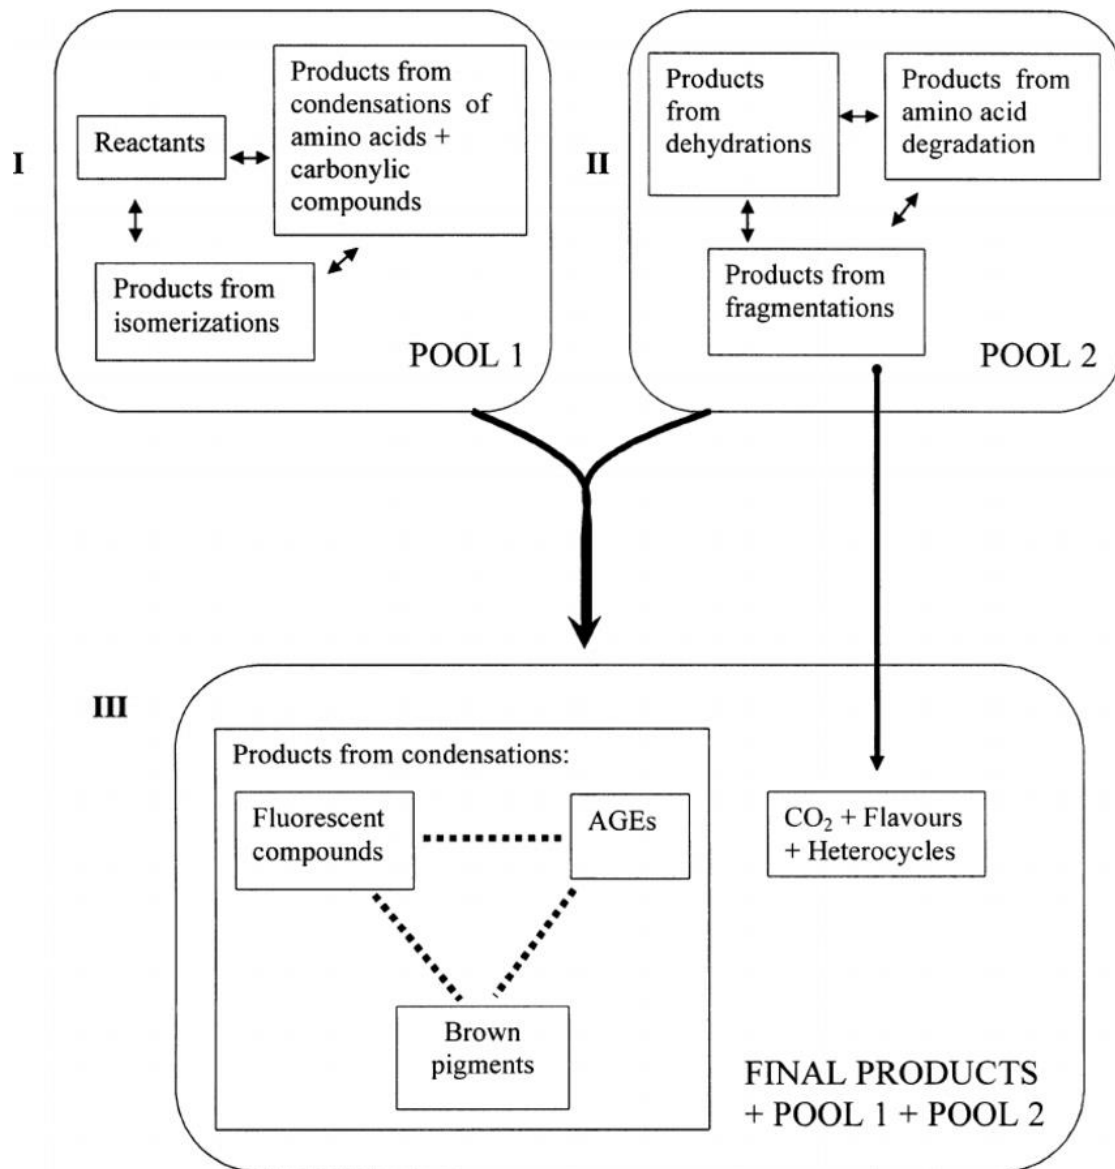 I
Reactants
Products from
condensations of
amino acids +
carbonylic
compounds
Products from
isomerizations
POOL 1
II
Products
from
dehydrations
Products from
amino acid
degradation
Products from
fragmentations
POOL 2
III
Products from condensations:
Fluorescent
compounds
AGEs
Brown
pigments
CO₂ + Flavours
+ Heterocycles
FINAL PRODUCTS
+ POOL 1 + POOL 2